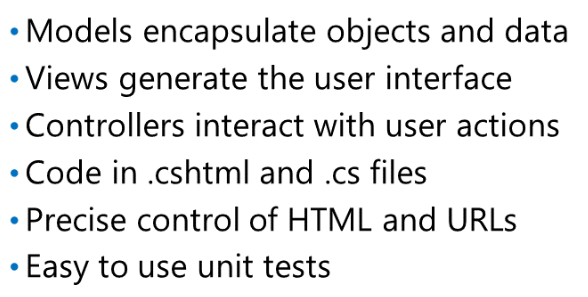 • Models encapsulate objects and data
• Views generate the user interface
• Controllers interact with user actions
• Code in .cshtml and .cs files
• Precise control of HTML and URLs
• Easy to use unit tests